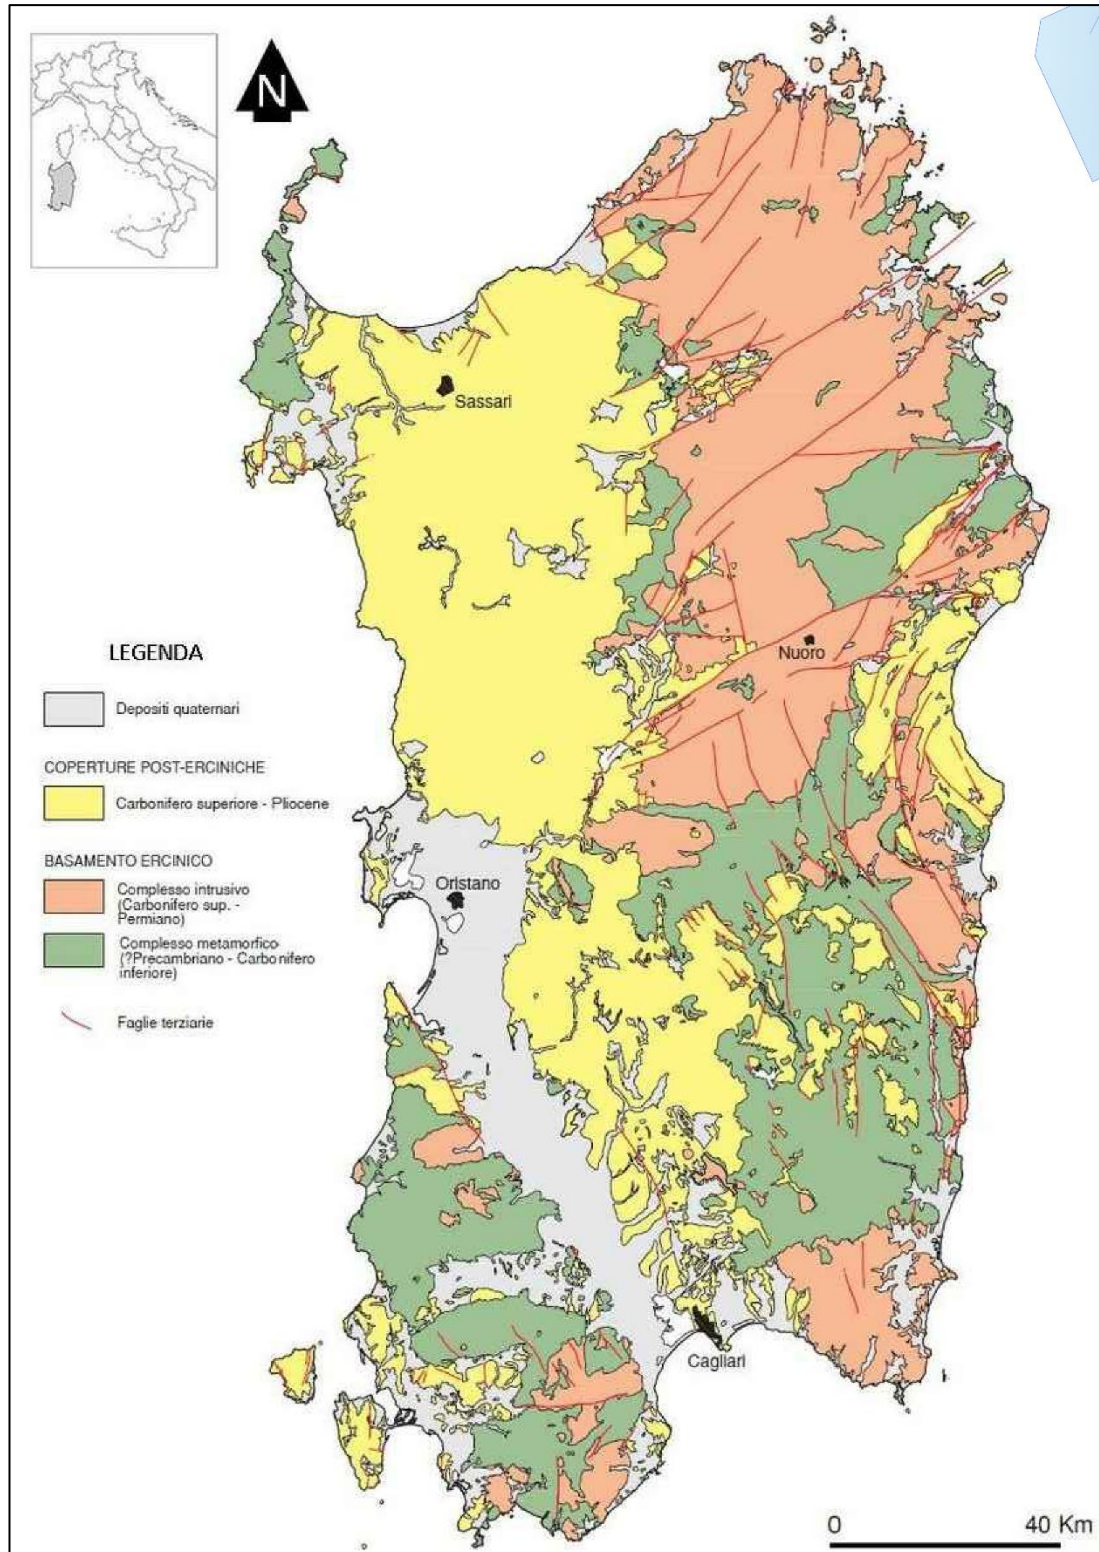 N
Sassari
Nuoro
LEGENDA
Depositi quaternari
COPERTURE POST-ERCINICHE
Carbonifero superiore - Pliocene
BASAMENTO ERCINICO
Complesso intrusivo
(Carbonifero sup. -
Permiano)
Complesso metamorfico
(?Precambriano - Carbonifero
inferiore)
Faglie terziarie
Oristano
Cagliari
0 40 Km